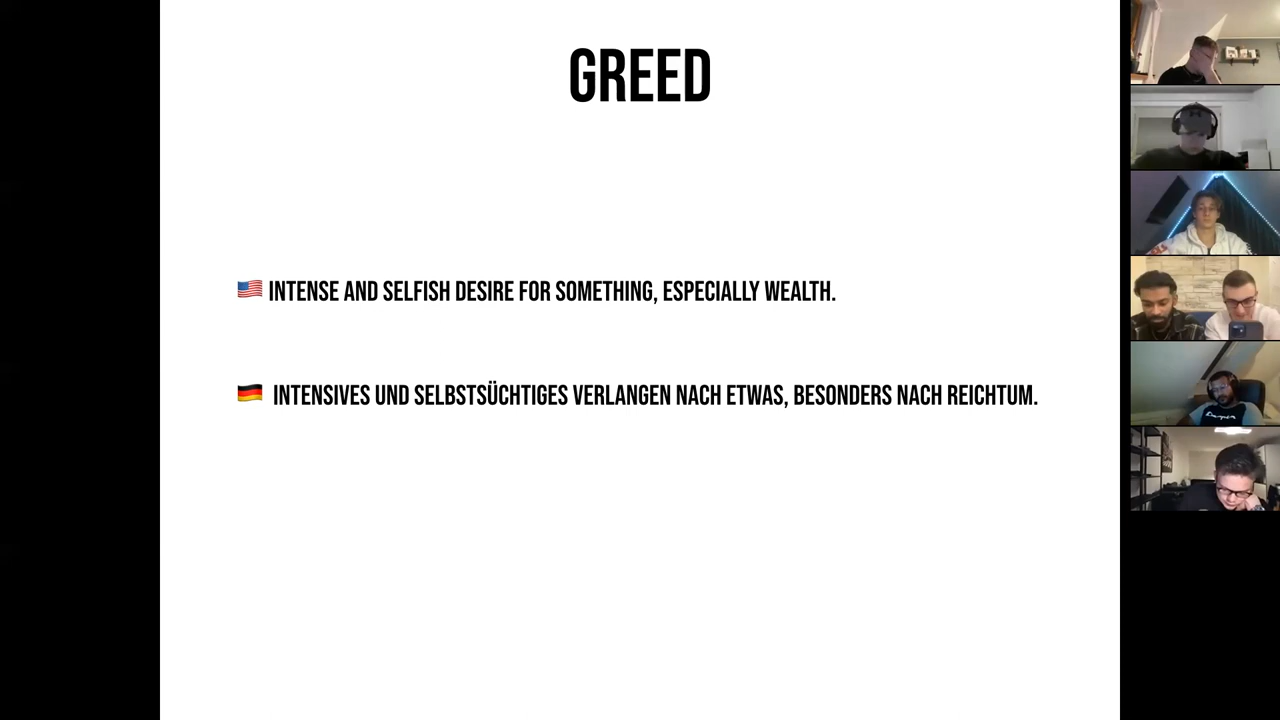 GREED
🇺🇸 INTENSE AND SELFISH DESIRE FOR SOMETHING, ESPECIALLY WEALTH.
🇩🇪 INTENSIVES UND SELBSTSÜCHTIGES VERLANGEN NACH ETWAS, BESONDERS NACH REICHTUM.